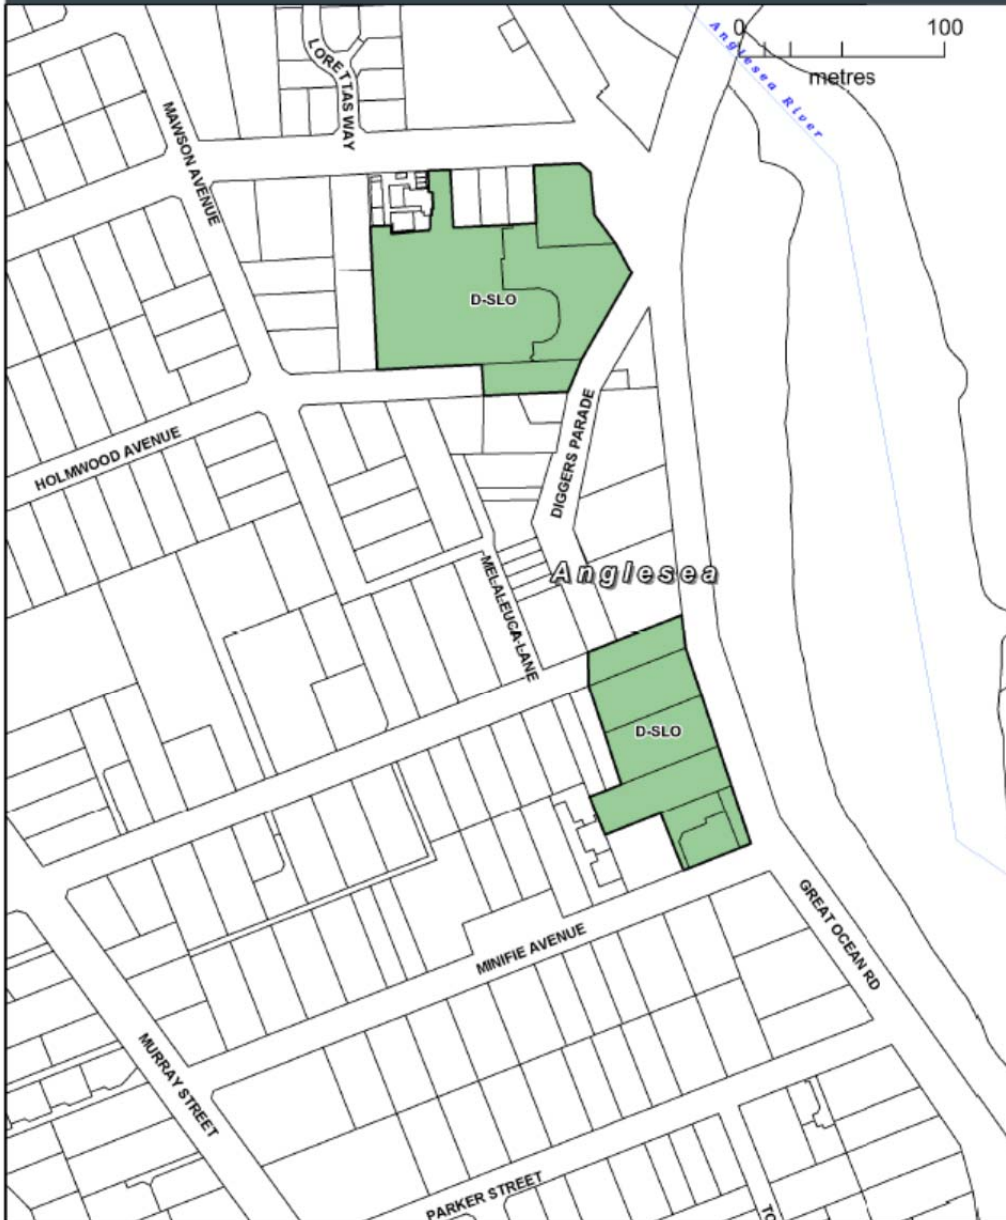 0 100
metres
Anglesea River
LORETTAS WAY
MAWSON AVENUE
D-SLO
HOLMWOOD AVENUE
DIGGERS PARADE
MELALEUCA LANE
Anglesea
D-SLO
GREAT OCEAN RD
MINIFIE AVENUE
MURRAY STREET
PARKER STREET
TO